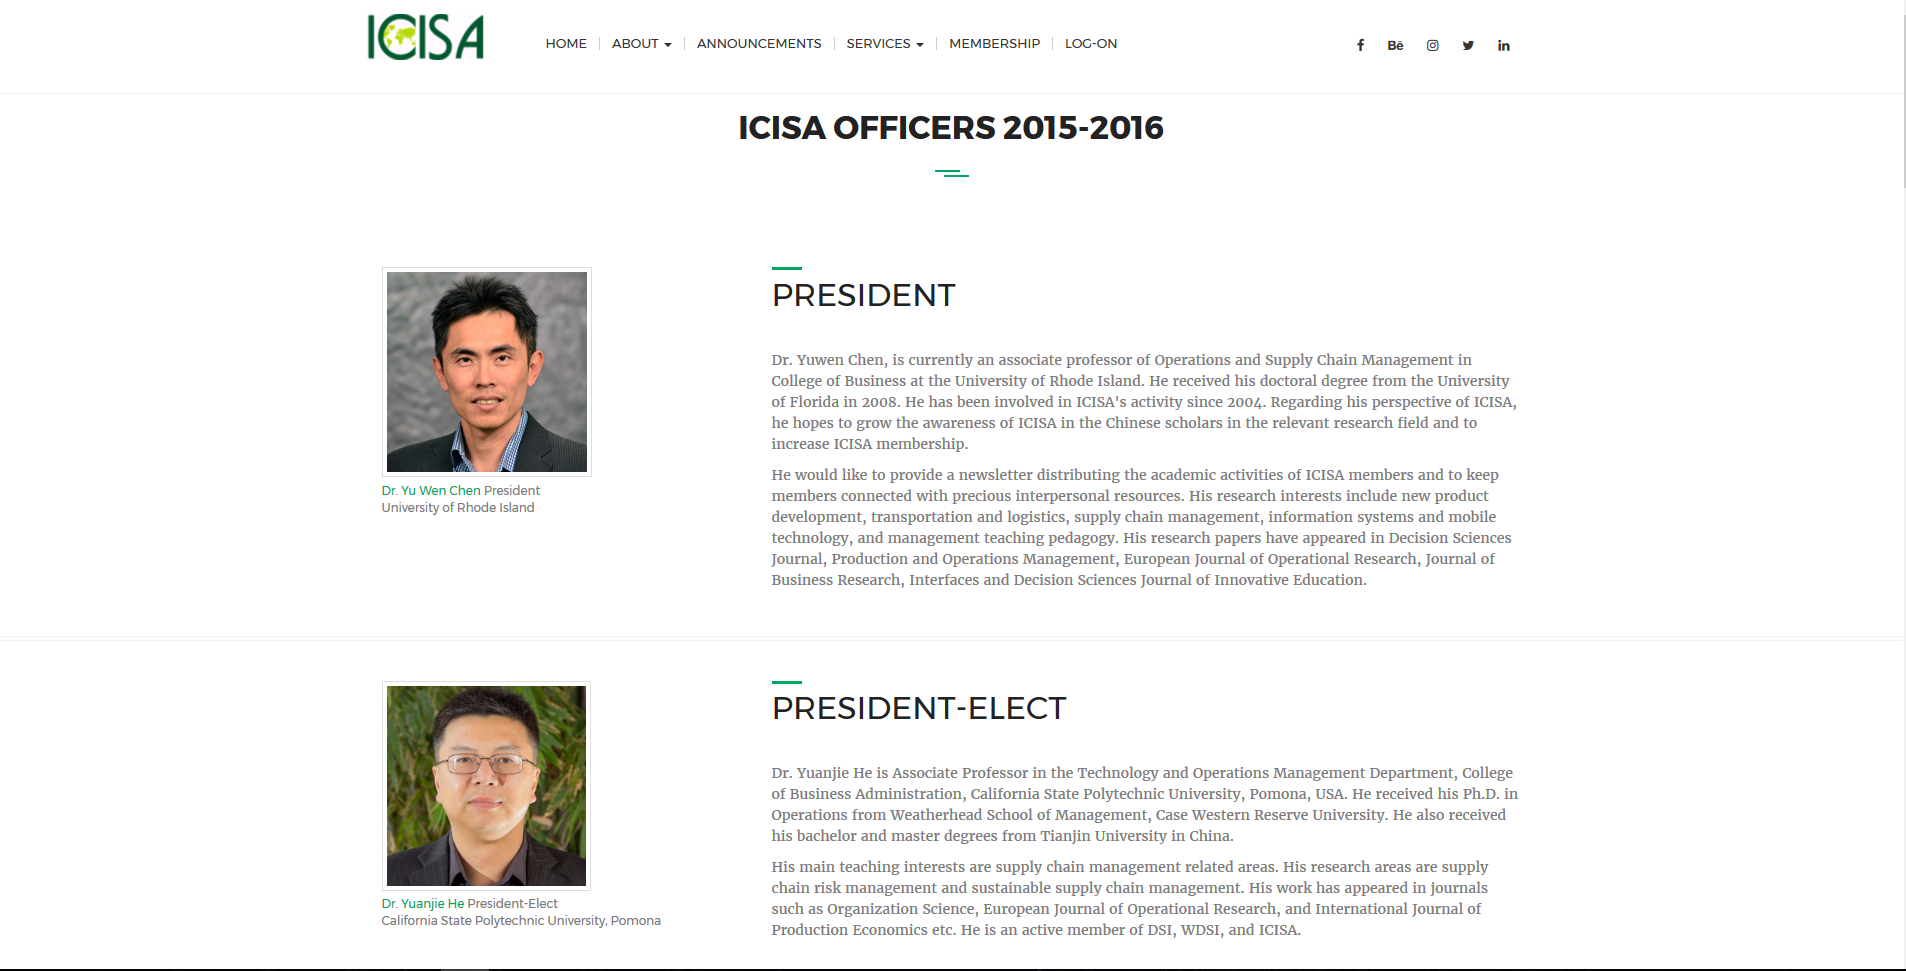 ICISA
HOME
ABOUT
ANNOUNCEMENTS
SERVICES
MEMBERSHIP
LOG-ON
Bē
ICISA OFFICERS 2015-2016
Dr. Yu Wen Chen President
University of Rhode Island
PRESIDENT
Dr. Yuwen Chen, is currently an associate professor of Operations and Supply Chain Management in
College of Business at the University of Rhode Island. He received his doctoral degree from the University
of Florida in 2008. He has been involved in ICISA's activity since 2004. Regarding his perspective of ICISA,
he hopes to grow the awareness of ICISA in the Chinese scholars in the relevant research field and to
increase ICISA membership.
He would like to provide a newsletter distributing the academic activities of ICISA members and to keep
members connected with precious interpersonal resources. His research interests include new product
development, transportation and logistics, supply chain management, information systems and mobile
technology, and management teaching pedagogy. His research papers have appeared in Decision Sciences
Journal, Production and Operations Management, European Journal of Operational Research, Journal of
Business Research, Interfaces and Decision Sciences Journal of Innovative Education.
Dr. Yuanjie He President-Elect
California State Polytechnic University, Pomona
PRESIDENT-ELECT
Dr. Yuanjie He is Associate Professor in the Technology and Operations Management Department, College
of Business Administration, California State Polytechnic University, Pomona, USA. He received his Ph.D. in
Operations from Weatherhead School of Management, Case Western Reserve University. He also received
his bachelor and master degrees from Tianjin University in China.
His main teaching interests are supply chain management related areas. His research areas are supply
chain risk management and sustainable supply chain management. His work has appeared in journals
such as Organization Science, European Journal of Operational Research, and International Journal of
Production Economics etc. He is an active member of DSI, WDSI, and ICISA.